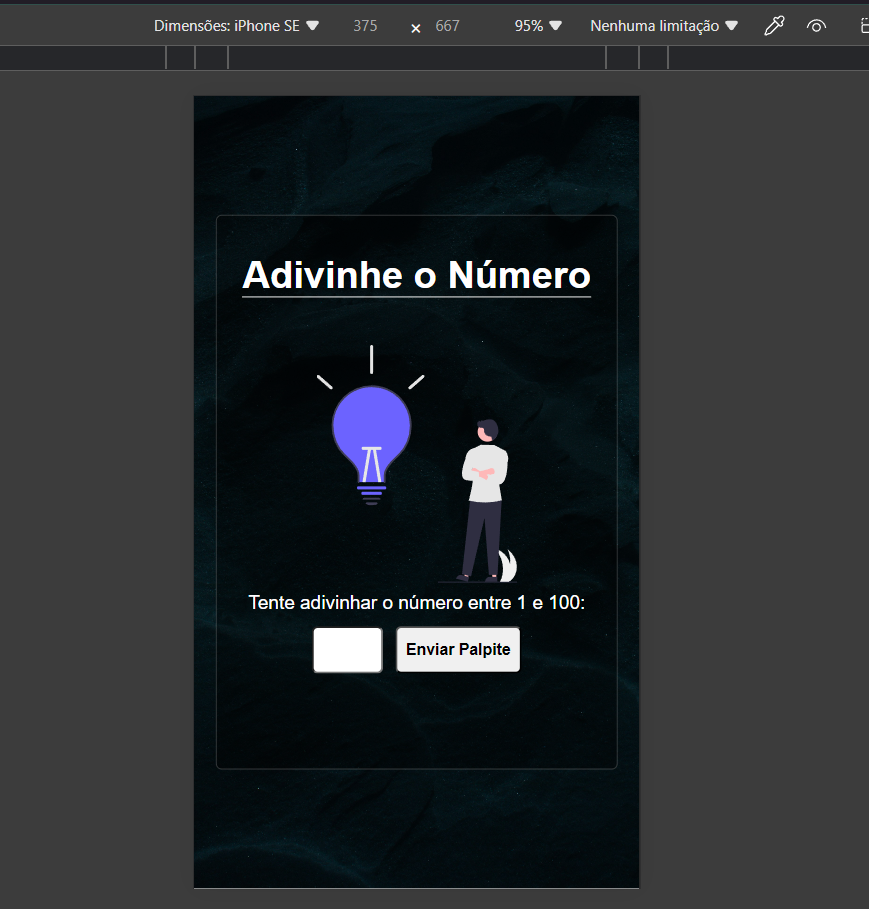 Dimensões: iPhone SE 375 × 667 95% Nenhuma limitação
Adivinhe o Número
Tente adivinhar o número entre 1 e 100:
Enviar Palpite